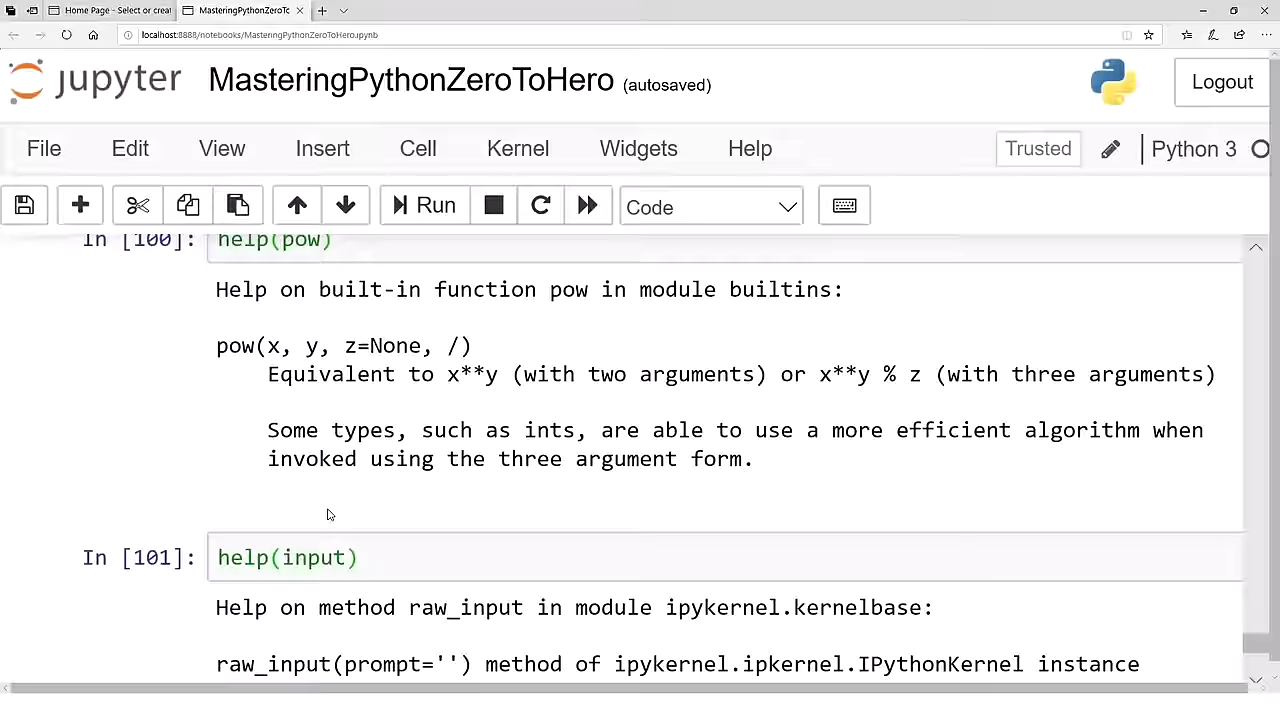 Home Page - Select or creat
MasteringPythonZeroTo
localhost:8888/notebooks/MasteringPythonZeroToHero.ipynb
jupyter
MasteringPythonZeroToHero (autosaved)
Logout
File Edit View Insert Cell Kernel Widgets Help
Trusted
Python 3
Run
Code
In [100]: help(pow)
Help on built-in function pow in module builtins:
pow(x, y, z=None, /)
Equivalent to x**y (with two arguments) or x**y % z (with three arguments)
Some types, such as ints, are able to use a more efficient algorithm when
invoked using the three argument form.
In [101]: help(input)
Help on method raw_input in module ipykernel.kernelbase:
raw_input(prompt='') method of ipykernel.ipkernel.IPythonKernel instance